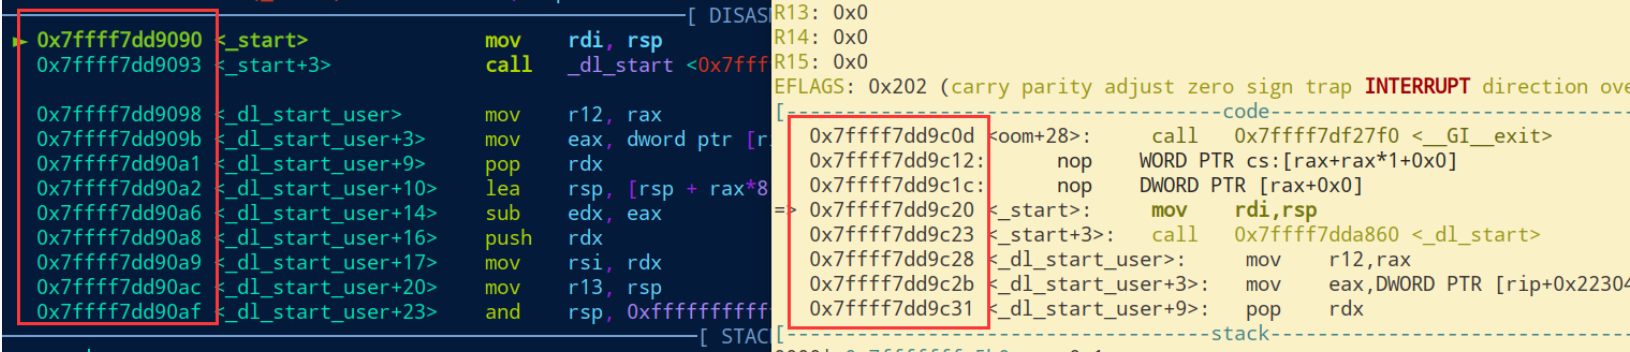 [ DISAS
► 0x7ffff7dd9090 <_start> mov rdi, rsp
0x7ffff7dd9093 <_start+3> call _dl_start <0x7fff
0x7ffff7dd9098 <_dl_start_user> mov r12, rax
0x7ffff7dd909b <_dl_start_user+3> mov eax, dword ptr [r
0x7ffff7dd90a1 <_dl_start_user+9> pop rdx
0x7ffff7dd90a2 <_dl_start_user+10> lea rsp, [rsp + rax*8
0x7ffff7dd90a6 <_dl_start_user+14> sub edx, eax
0x7ffff7dd90a8 <_dl_start_user+16> push rdx
0x7ffff7dd90a9 <_dl_start_user+17> mov rsi, rdx
0x7ffff7dd90ac <_dl_start_user+20> mov r13, rsp
0x7ffff7dd90af <_dl_start_user+23> and rsp, 0xfffffffffff
[ STAC
R13: 0x0
R14: 0x0
R15: 0x0
EFLAGS: 0x202 (carry parity adjust zero sign trap INTERRUPT direction ove
[-------------------------------------code-------------------------------------
0x7ffff7dd9c0d <oom+28>: call 0x7ffff7df27f0 <__GI__exit>
0x7ffff7dd9c12: nop WORD PTR cs:[rax+rax*1+0x0]
0x7ffff7dd9c1c: nop DWORD PTR [rax+0x0]
=> 0x7ffff7dd9c20 <_start>: mov rdi,rsp
0x7ffff7dd9c23 <_start+3>: call 0x7ffff7dda860 <_dl_start>
0x7ffff7dd9c28 <_dl_start_user>: mov r12,rax
0x7ffff7dd9c2b <_dl_start_user+3>: mov eax,DWORD PTR [rip+0x22304
0x7ffff7dd9c31 <_dl_start_user+9>: pop rdx
[------------------------------------stack-------------------------------------